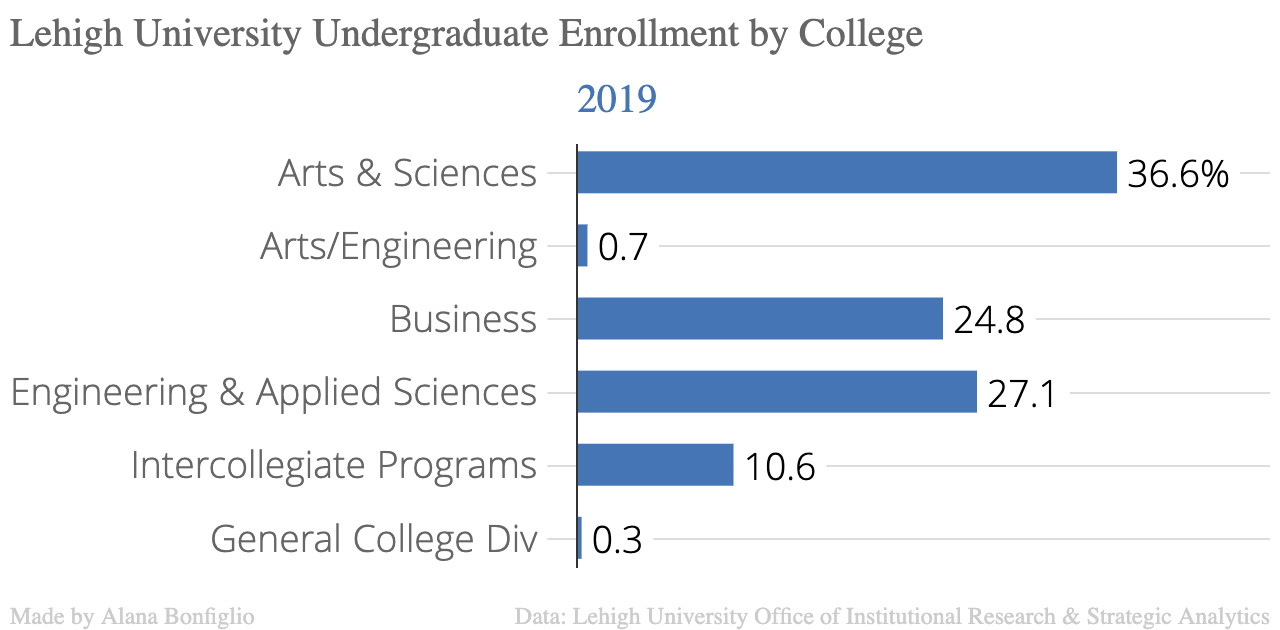 Lehigh University Undergraduate Enrollment by College
2019
Arts & Sciences 36.6%
Arts/Engineering 0.7
Business 24.8
Engineering & Applied Sciences 27.1
Intercollegiate Programs 10.6
General College Div 0.3
Made by Alana Bonfiglio Data: Lehigh University Office of Institutional Research & Strategic Analytics